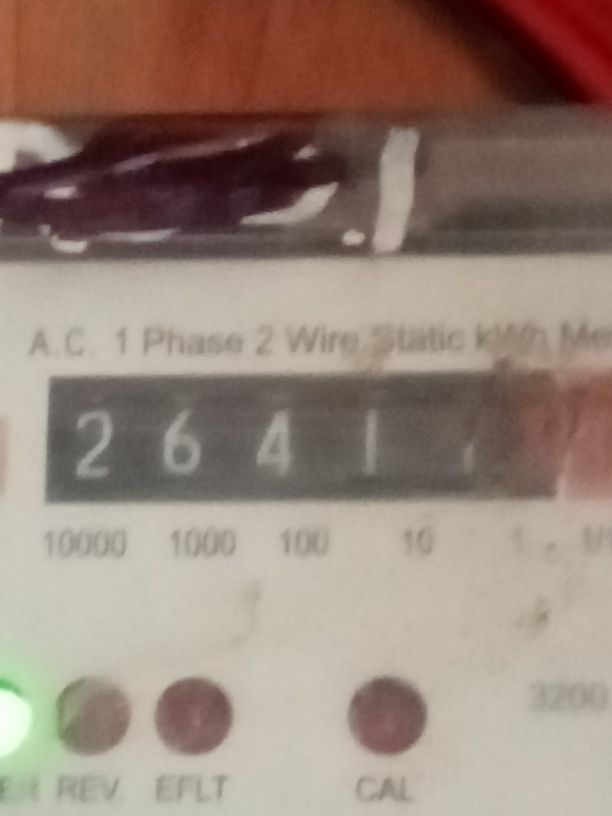 A.C. 1 Phase 2 Wire Static kWh
2 6 4 1
10000 1000 100 10 1
3200
REV. EFLT CAL